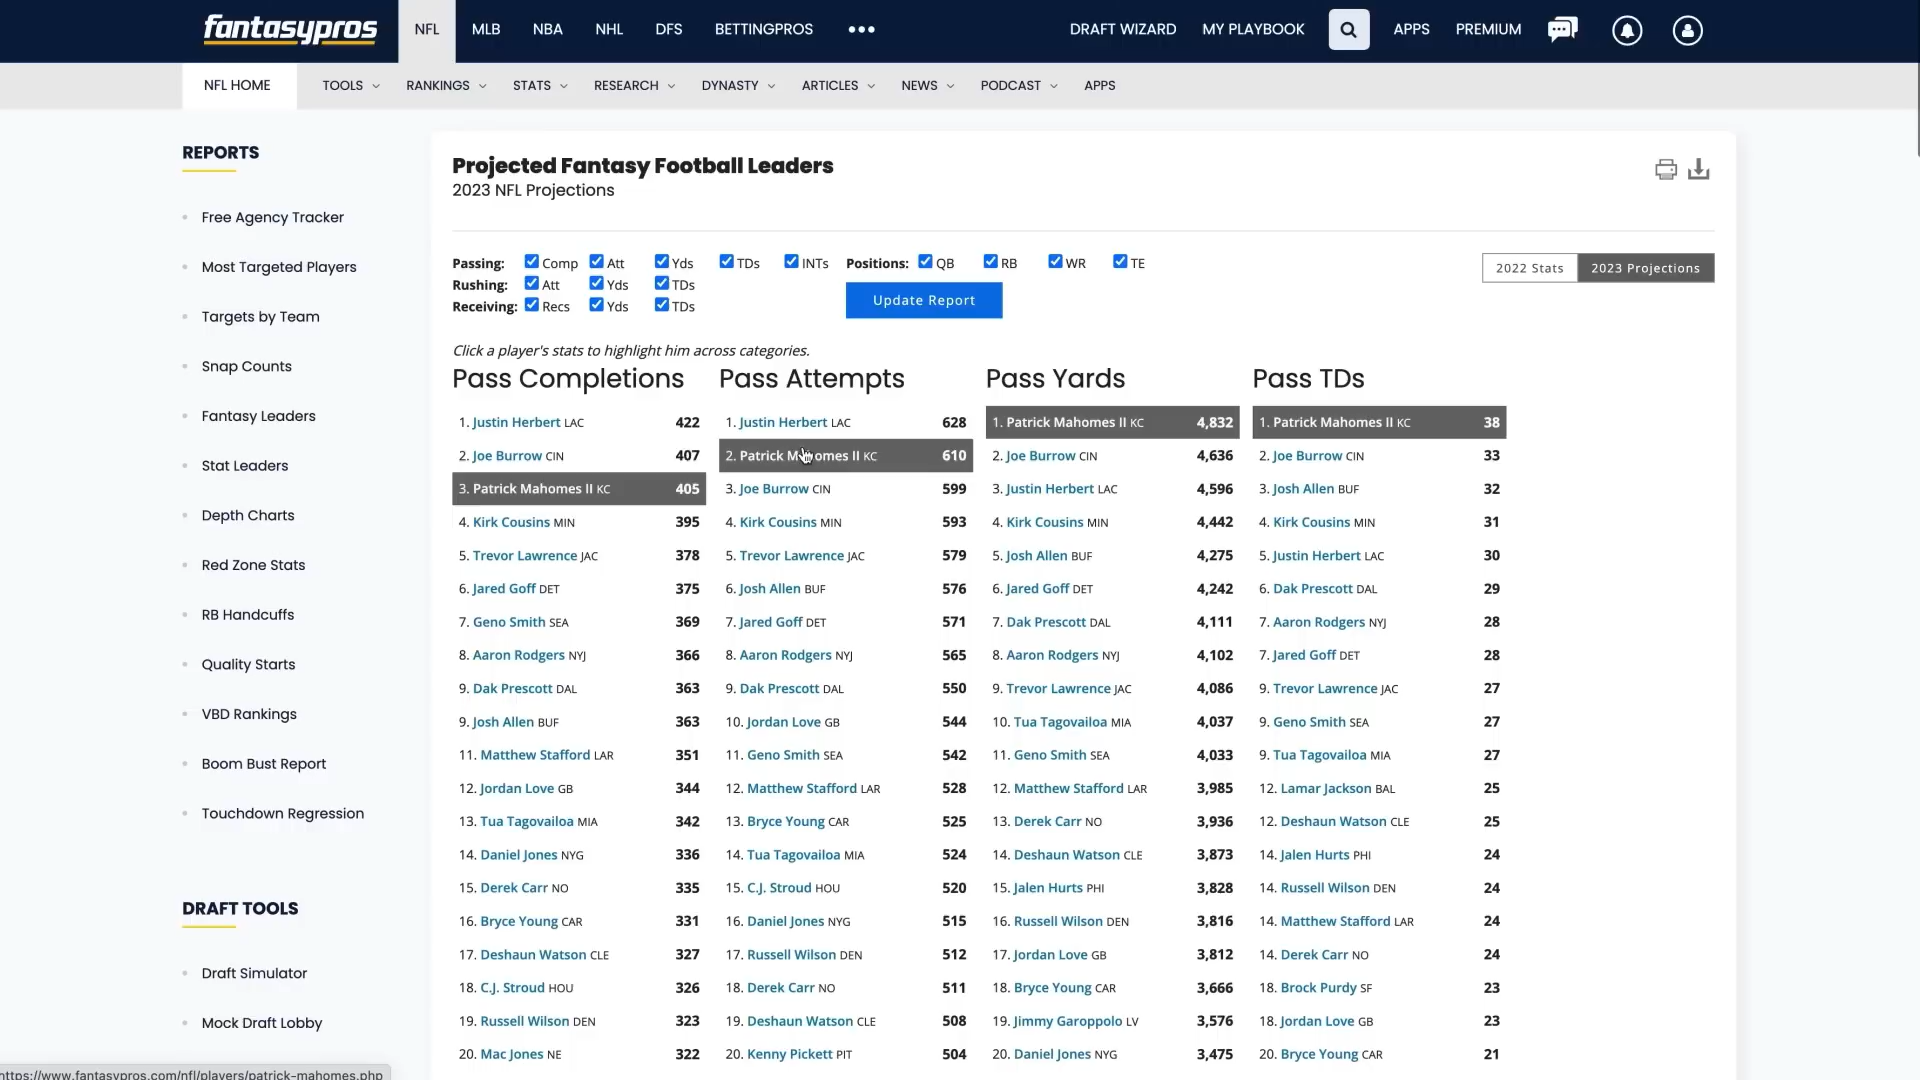 fantasypros NFL MLB NBA NHL DFS BETTINGPROS ••• DRAFT WIZARD MY PLAYBOOK APPS PREMIUM
NFL HOME TOOLS RANKINGS STATS RESEARCH DYNASTY ARTICLES NEWS PODCAST APPS
REPORTS
Free Agency Tracker
Most Targeted Players
Targets by Team
Snap Counts
Fantasy Leaders
Stat Leaders
Depth Charts
Red Zone Stats
RB Handcuffs
Quality Starts
VBD Rankings
Boom Bust Report
Touchdown Regression
DRAFT TOOLS
Draft Simulator
Mock Draft Lobby
Projected Fantasy Football Leaders
2023 NFL Projections
Passing: Comp Att Yds TDs INTs Positions: QB RB WR TE
Rushing: Att Yds TDs
Receiving: Recs Yds TDs
Update Report
2022 Stats 2023 Projections
Click a player's stats to highlight him across categories.
Pass Completions
1. Justin Herbert LAC 422
2. Joe Burrow CIN 407
3. Patrick Mahomes II KC 405
4. Kirk Cousins MIN 395
5. Trevor Lawrence JAC 378
6. Jared Goff DET 375
7. Geno Smith SEA 369
8. Aaron Rodgers NYJ 366
9. Dak Prescott DAL 363
9. Josh Allen BUF 363
11. Matthew Stafford LAR 351
12. Jordan Love GB 344
13. Tua Tagovailoa MIA 342
14. Daniel Jones NYG 336
15. Derek Carr NO 335
16. Bryce Young CAR 331
17. Deshaun Watson CLE 327
18. C.J. Stroud HOU 326
19. Russell Wilson DEN 323
20. Mac Jones NE 322
Pass Attempts
1. Justin Herbert LAC 628
2. Patrick Mahomes II KC 610
3. Joe Burrow CIN 599
4. Kirk Cousins MIN 593
5. Trevor Lawrence JAC 579
6. Josh Allen BUF 576
7. Jared Goff DET 571
8. Aaron Rodgers NYJ 565
9. Dak Prescott DAL 550
10. Jordan Love GB 544
11. Geno Smith SEA 542
12. Matthew Stafford LAR 528
13. Bryce Young CAR 525
14. Tua Tagovailoa MIA 524
15. C.J. Stroud HOU 520
16. Daniel Jones NYG 515
17. Russell Wilson DEN 512
18. Derek Carr NO 511
19. Deshaun Watson CLE 508
20. Kenny Pickett PIT 504
Pass Yards
1. Patrick Mahomes II KC 4,832
2. Joe Burrow CIN 4,636
3. Justin Herbert LAC 4,596
4. Kirk Cousins MIN 4,442
5. Josh Allen BUF 4,275
6. Jared Goff DET 4,242
7. Dak Prescott DAL 4,111
8. Aaron Rodgers NYJ 4,102
9. Trevor Lawrence JAC 4,086
10. Tua Tagovailoa MIA 4,037
11. Geno Smith SEA 4,033
12. Matthew Stafford LAR 3,985
13. Derek Carr NO 3,936
14. Deshaun Watson CLE 3,873
15. Jalen Hurts PHI 3,828
16. Russell Wilson DEN 3,816
17. Jordan Love GB 3,812
18. Bryce Young CAR 3,666
19. Jimmy Garoppolo LV 3,576
20. Daniel Jones NYG 3,475
Pass TDs
1. Patrick Mahomes II KC 38
2. Joe Burrow CIN 33
3. Josh Allen BUF 32
4. Kirk Cousins MIN 31
5. Justin Herbert LAC 30
6. Dak Prescott DAL 29
7. Aaron Rodgers NYJ 28
7. Jared Goff DET 28
9. Trevor Lawrence JAC 27
9. Geno Smith SEA 27
9. Tua Tagovailoa MIA 27
12. Lamar Jackson BAL 25
12. Deshaun Watson CLE 25
14. Jalen Hurts PHI 24
14. Russell Wilson DEN 24
14. Matthew Stafford LAR 24
14. Derek Carr NO 24
18. Brock Purdy SF 23
18. Jordan Love GB 23
20. Bryce Young CAR 21
https://www.fantasypros.com/nfl/players/patrick-mahomes.php